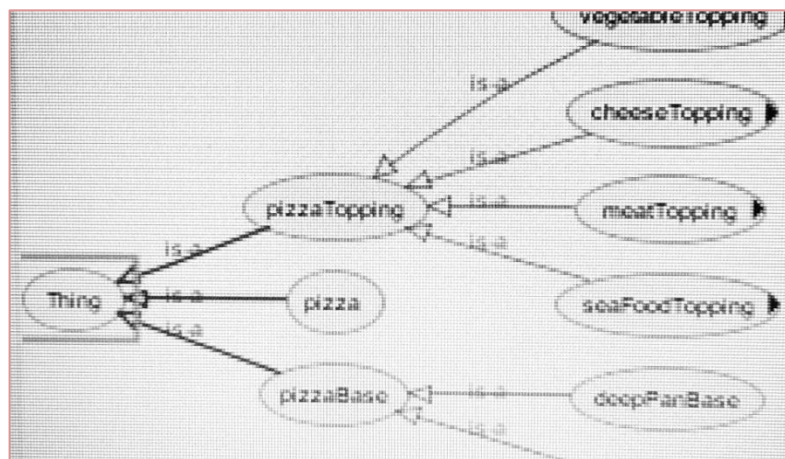 vegetableTopping
is-a
cheeseTopping
is-a
pizzaTopping
is-a
meatTopping
is-a
is-a
Thing
is-a
pizza
seaFoodTopping
is-a
pizzaBase
is-a
deepPanBase
is-a